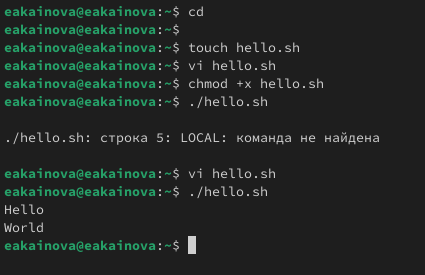 eakainova@eakainova:~$ cd
eakainova@eakainova:~$
eakainova@eakainova:~$ touch hello.sh
eakainova@eakainova:~$ vi hello.sh
eakainova@eakainova:~$ chmod +x hello.sh
eakainova@eakainova:~$ ./hello.sh
./hello.sh: строка 5: LOCAL: команда не найдена
eakainova@eakainova:~$ vi hello.sh
eakainova@eakainova:~$ ./hello.sh
Hello
World
eakainova@eakainova:~$